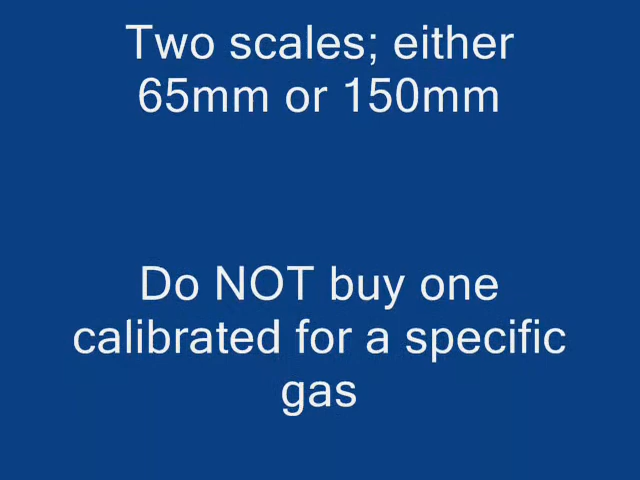 Two scales; either
65mm or 150mm
Do NOT buy one
calibrated for a specific
gas